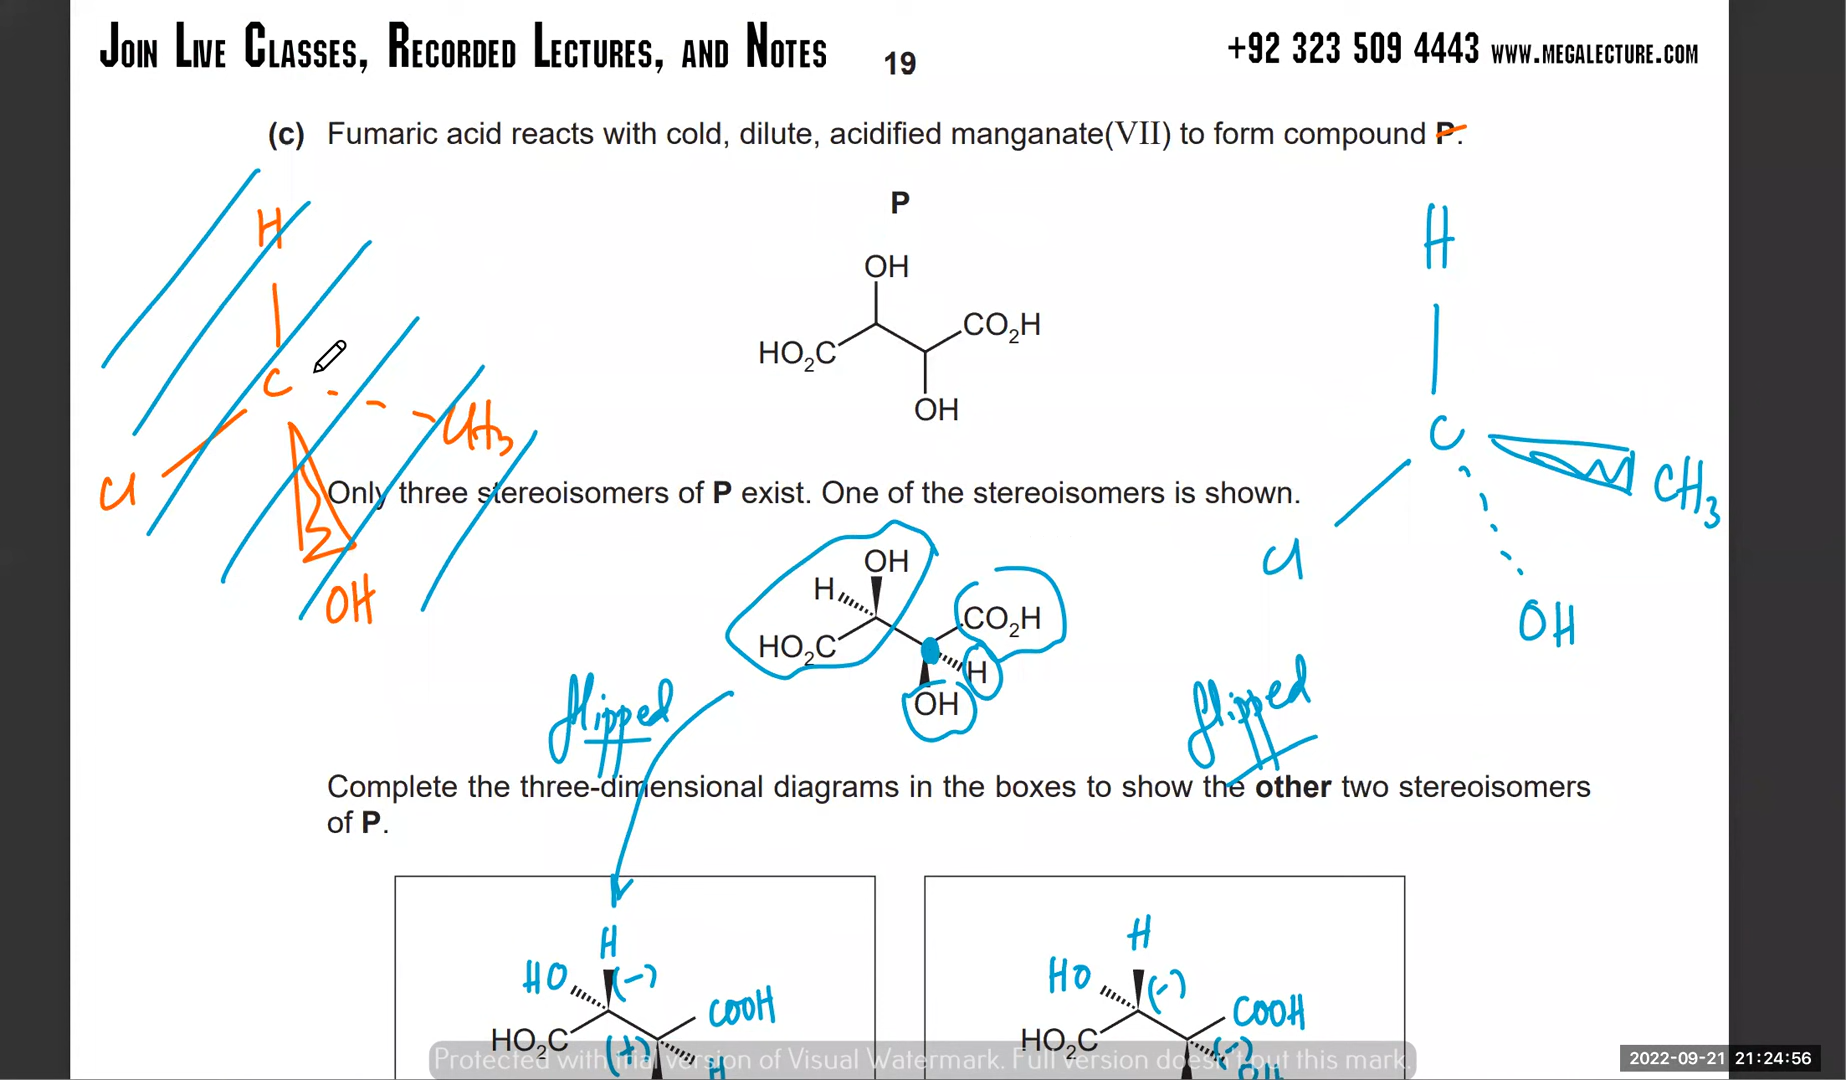 JOIN LIVE CLASSES, RECORDED LECTURES, AND NOTES
19
+92 323 509 4443 WWW.MEGALECTURE.COM
(c) Fumaric acid reacts with cold, dilute, acidified manganate(VII) to form compound P.
P
OH
CO2H
HO2C
OH
H
C
CH3
Cl
OH
H
C
CH3
Cl
OH
Only three stereoisomers of P exist. One of the stereoisomers is shown.
OH
H
CO2H
HO2C
H
OH
flipped
flipped
Complete the three-dimensional diagrams in the boxes to show the other two stereoisomers
of P.
H
HO
(-)
COOH
HO2C
(+)
H
H
HO
(-)
COOH
HO2C
(-)
OH
Protected with trial version of Visual Watermark. Full version doesn't put this mark.
2022-09-21 21:24:56